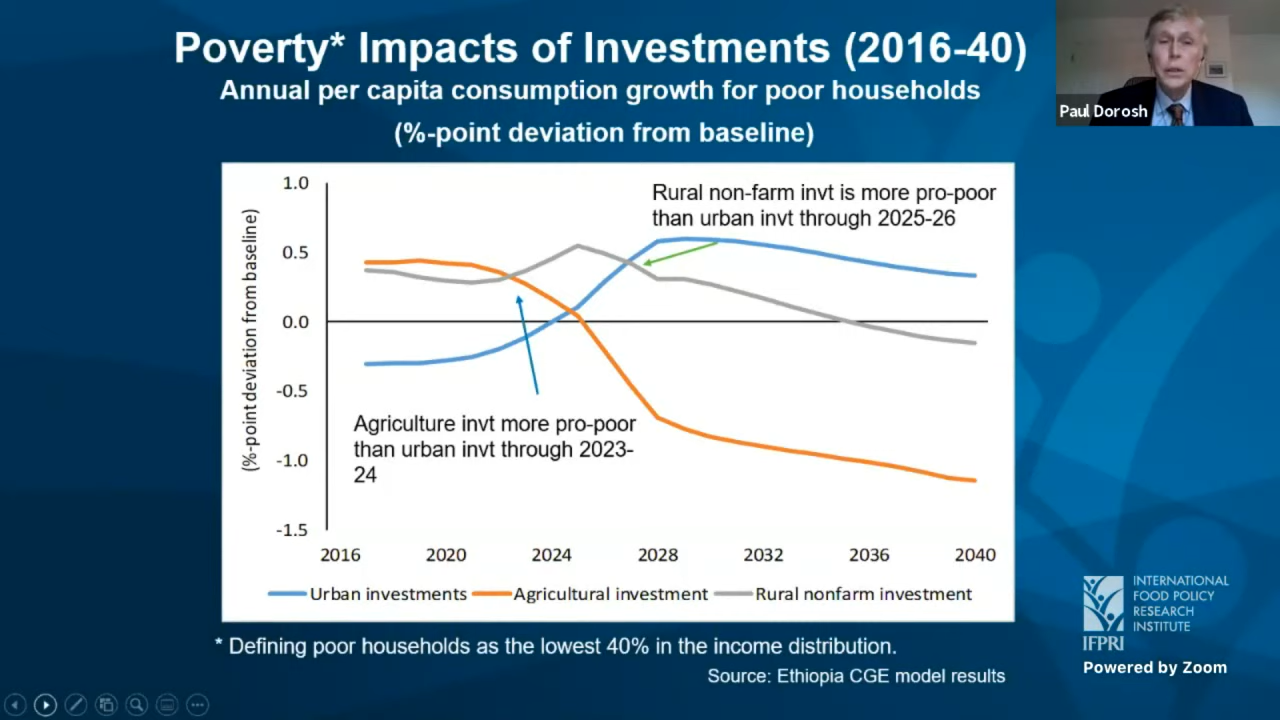 Poverty* Impacts of Investments (2016-40)
Annual per capita consumption growth for poor households
(%-point deviation from baseline)
Paul Dorosh
(%-point deviation from baseline)
1.0
0.5
0.0
-0.5
-1.0
-1.5
Rural non-farm invt is more pro-poor
than urban invt through 2025-26
Agriculture invt more pro-poor
than urban invt through 2023-
24
2016 2020 2024 2028 2032 2036 2040
Urban investments Agricultural investment Rural nonfarm investment
* Defining poor households as the lowest 40% in the income distribution.
Source: Ethiopia CGE model results
INTERNATIONAL
FOOD POLICY
RESEARCH
INSTITUTE
IFPRI
Powered by Zoom